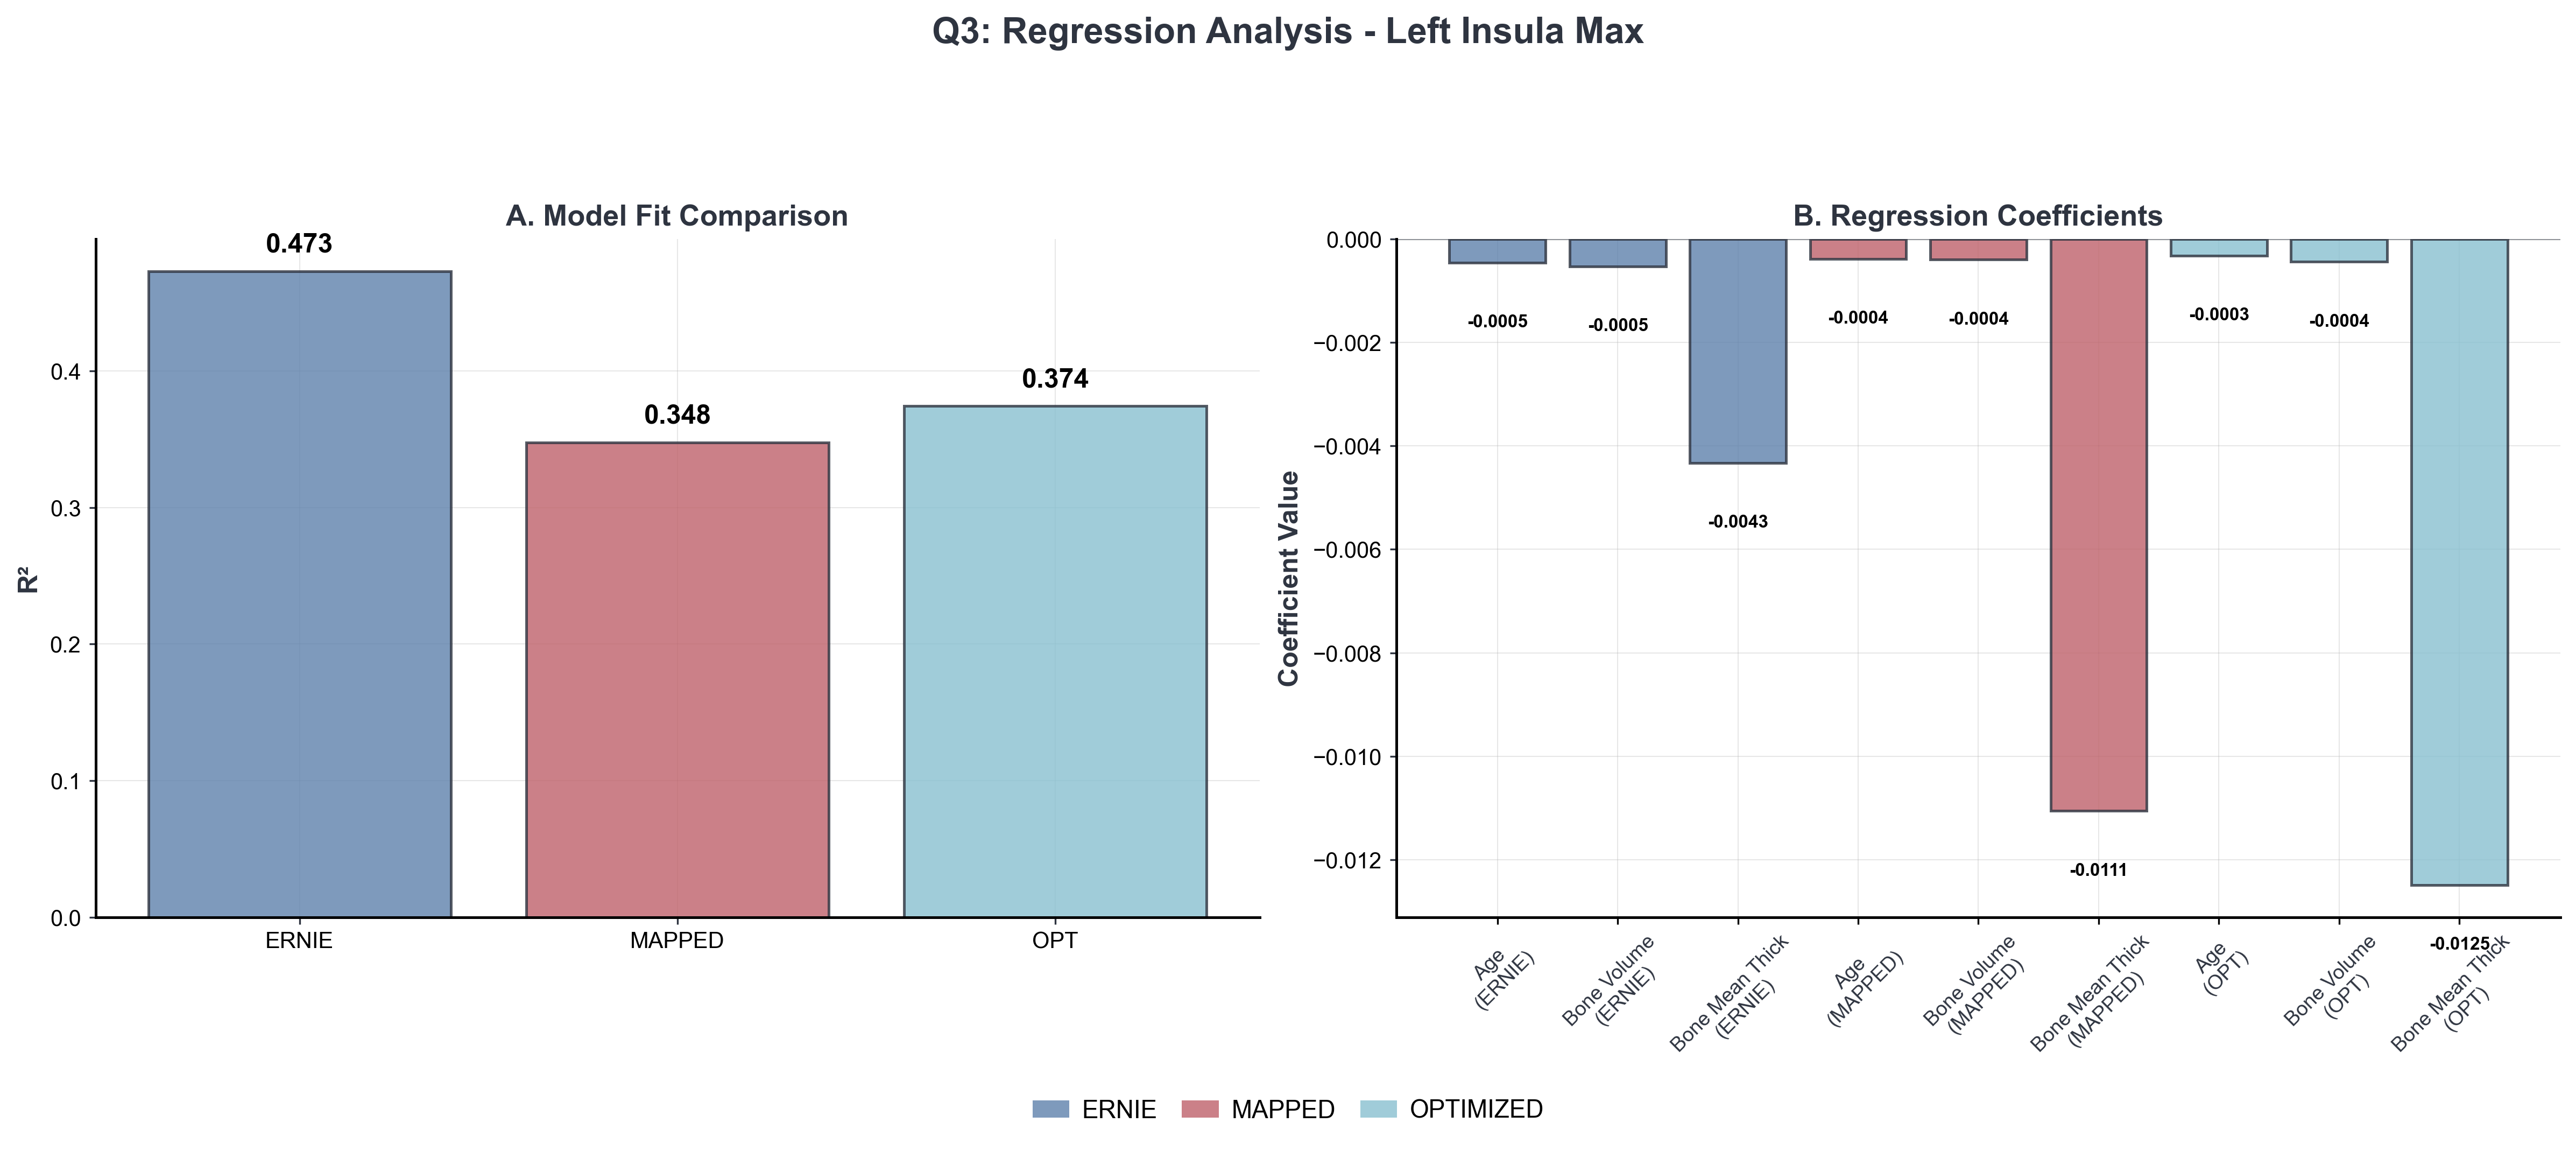 Q3: Regression Analysis - Left Insula Max
A. Model Fit Comparison
R²
0.4
0.3
0.2
0.1
0.0
0.473
0.348
0.374
ERNIE
MAPPED
OPT
B. Regression Coefficients
Coefficient Value
0.000
−0.002
−0.004
−0.006
−0.008
−0.010
−0.012
-0.0005
-0.0005
-0.0043
-0.0004
-0.0004
-0.0111
-0.0003
-0.0004
-0.0125
Age
(ERNIE)
Bone Volume
(ERNIE)
Bone Mean Thick
(ERNIE)
Age
(MAPPED)
Bone Volume
(MAPPED)
Bone Mean Thick
(MAPPED)
Age
(OPT)
Bone Volume
(OPT)
Bone Mean Thick
(OPT)
ERNIE
MAPPED
OPTIMIZED